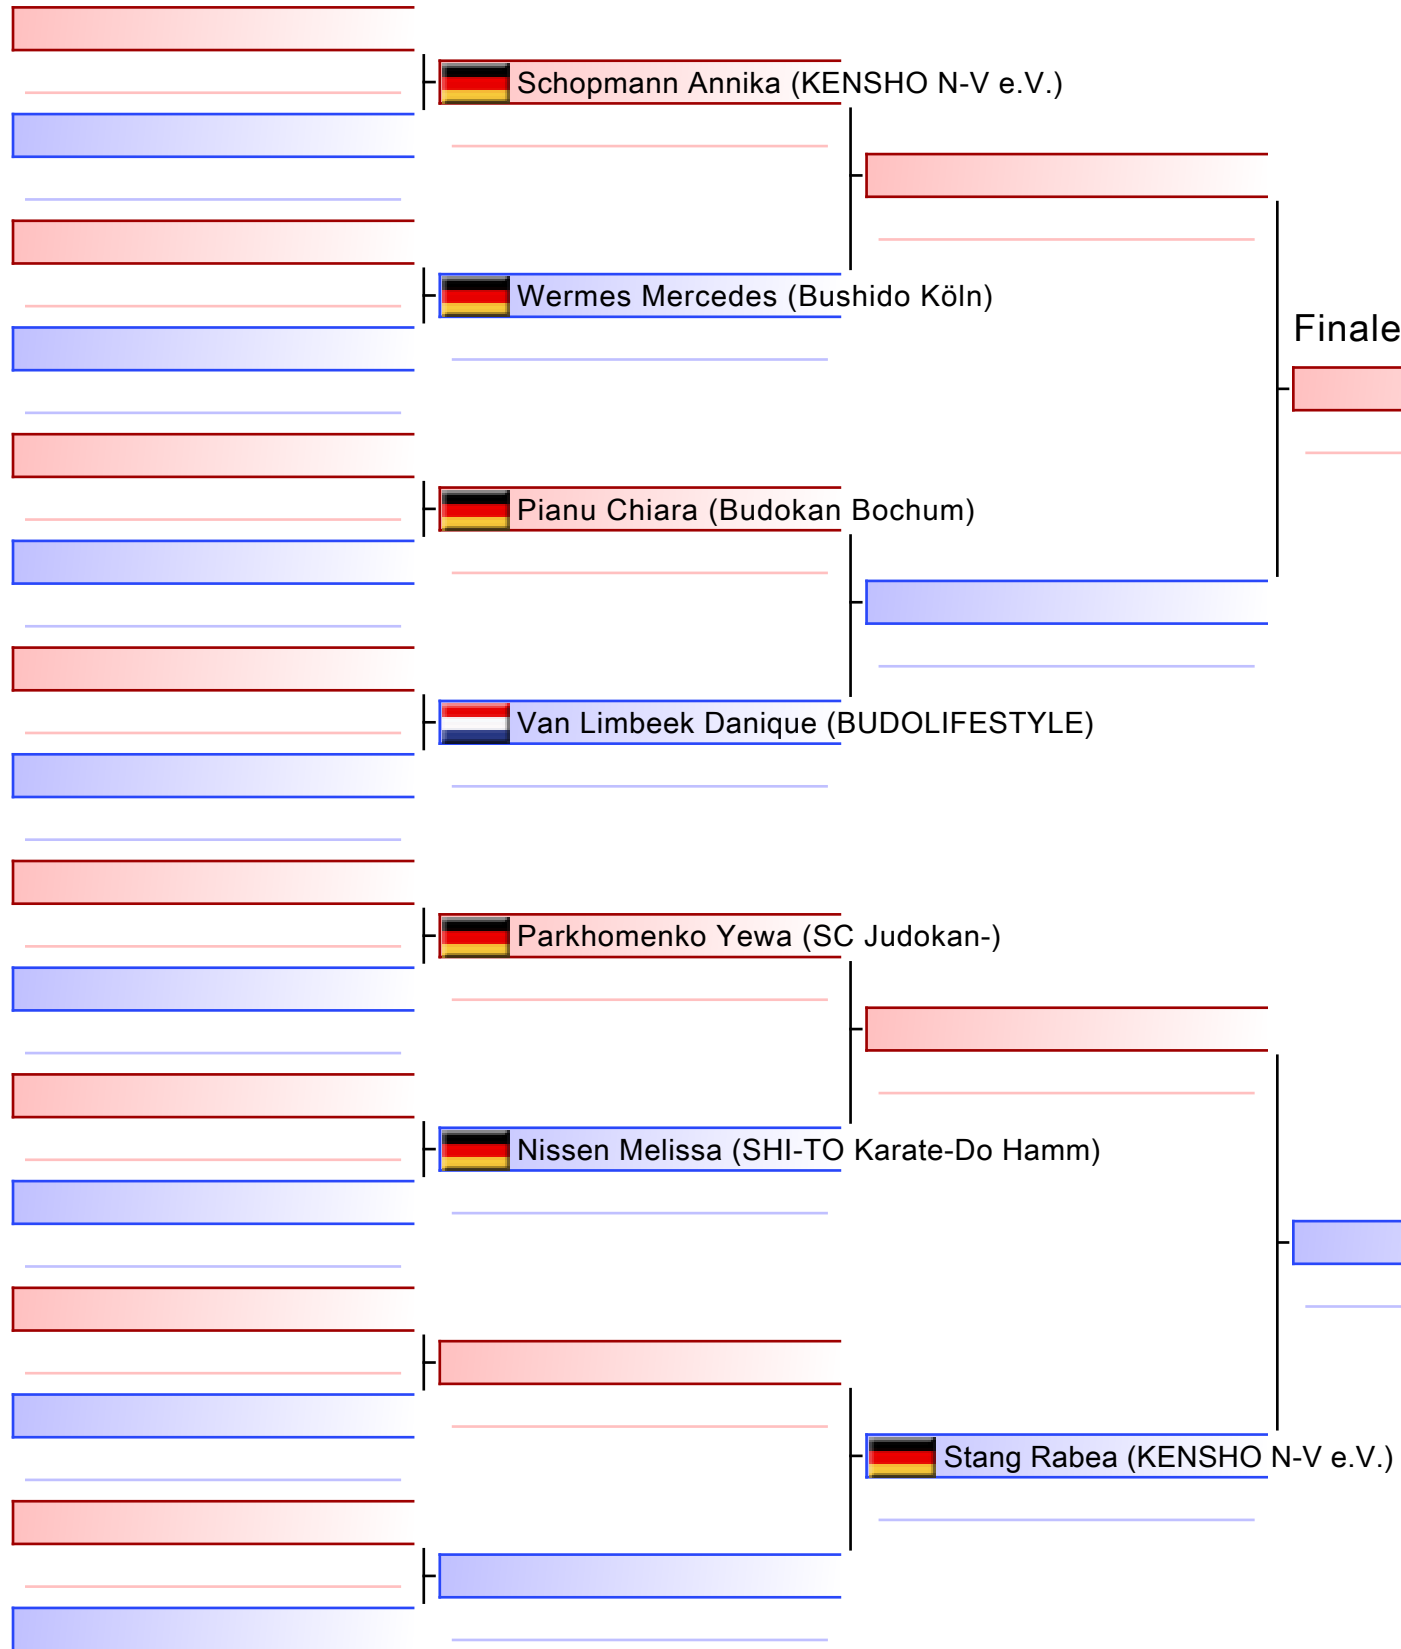 Schopmann Annika (KENSHO N-V e.V.)
Wermes Mercedes (Bushido Köln)
Finale
Pianu Chiara (Budokan Bochum)
Van Limbeek Danique (BUDOLIFESTYLE)
Parkhomenko Yewa (SC Judokan-)
Nissen Melissa (SHI-TO Karate-Do Hamm)
Stang Rabea (KENSHO N-V e.V.)